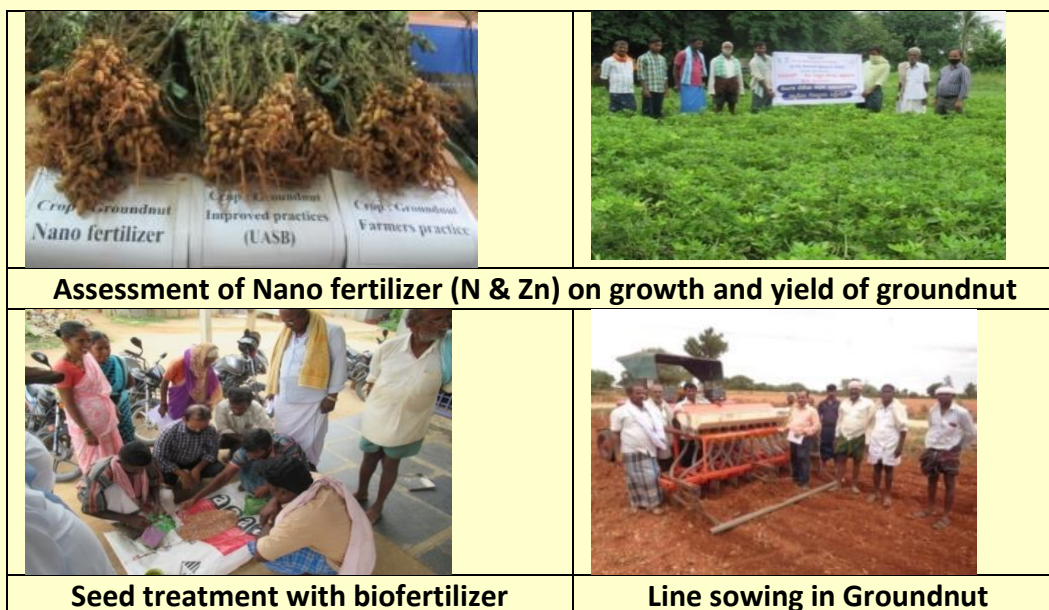 Crop : Groundnut
Nano fertilizer
Crop : Groundnut
Improved practices
(UASB)
Crop : Groundnut
Farmers practice
Assessment of Nano fertilizer (N & Zn) on growth and yield of groundnut
Seed treatment with biofertilizer
Line sowing in Groundnut